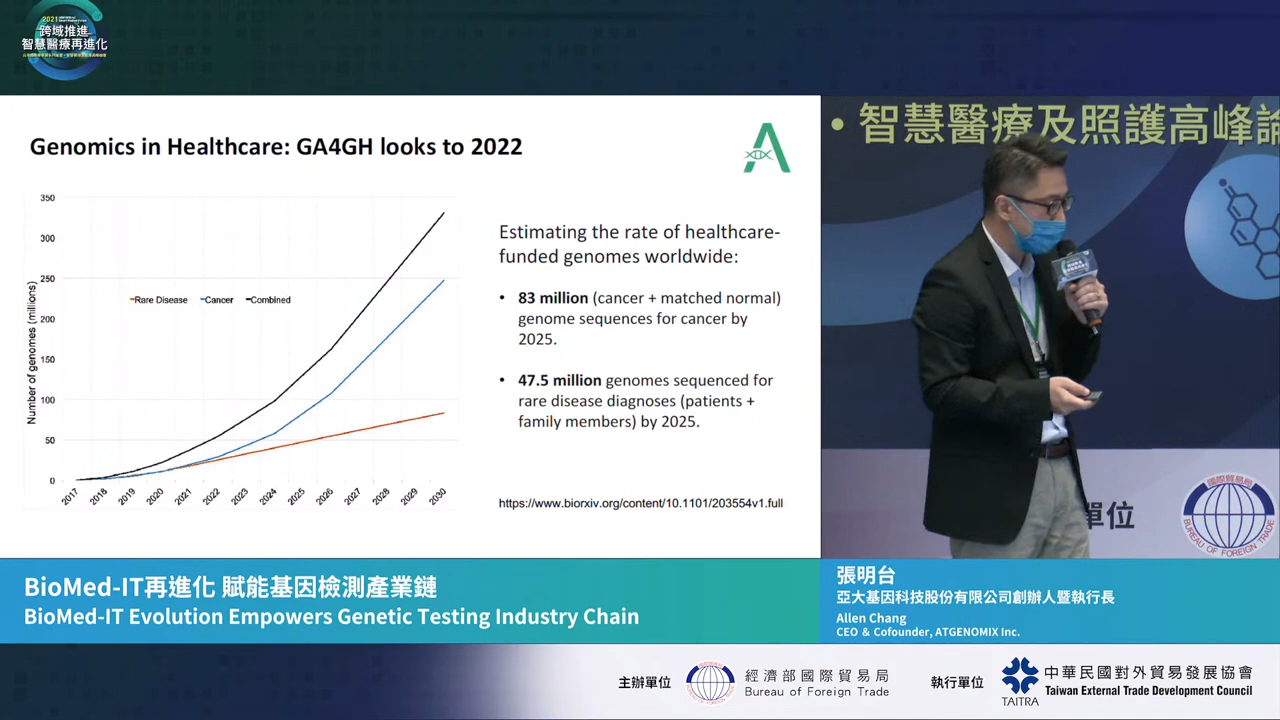 2021
跨域推進
智慧醫療再進化
Genomics in Healthcare: GA4GH looks to 2022
Number of genomes (millions)
350
300
250
200
150
100
50
0
Rare Disease
Cancer
Combined
2017
2018
2019
2020
2021
2022
2023
2024
2025
2026
2027
2028
2029
2030
Estimating the rate of healthcare-
funded genomes worldwide:
• 83 million (cancer + matched normal)
genome sequences for cancer by
2025.
• 47.5 million genomes sequenced for
rare disease diagnoses (patients +
family members) by 2025.
https://www.biorxiv.org/content/10.1101/203554v1.full
• 智慧醫療及照護高峰論
單位
國際貿易局
BUREAU OF FOREIGN TRADE
BioMed-IT再進化 賦能基因檢測產業鏈
BioMed-IT Evolution Empowers Genetic Testing Industry Chain
張明台
亞大基因科技股份有限公司創辦人暨執行長
Allen Chang
CEO & Cofounder, ATGENOMIX Inc.
主辦單位
經濟部國際貿易局
Bureau of Foreign Trade
執行單位
TAITRA
中華民國對外貿易發展協會
Taiwan External Trade Development Council